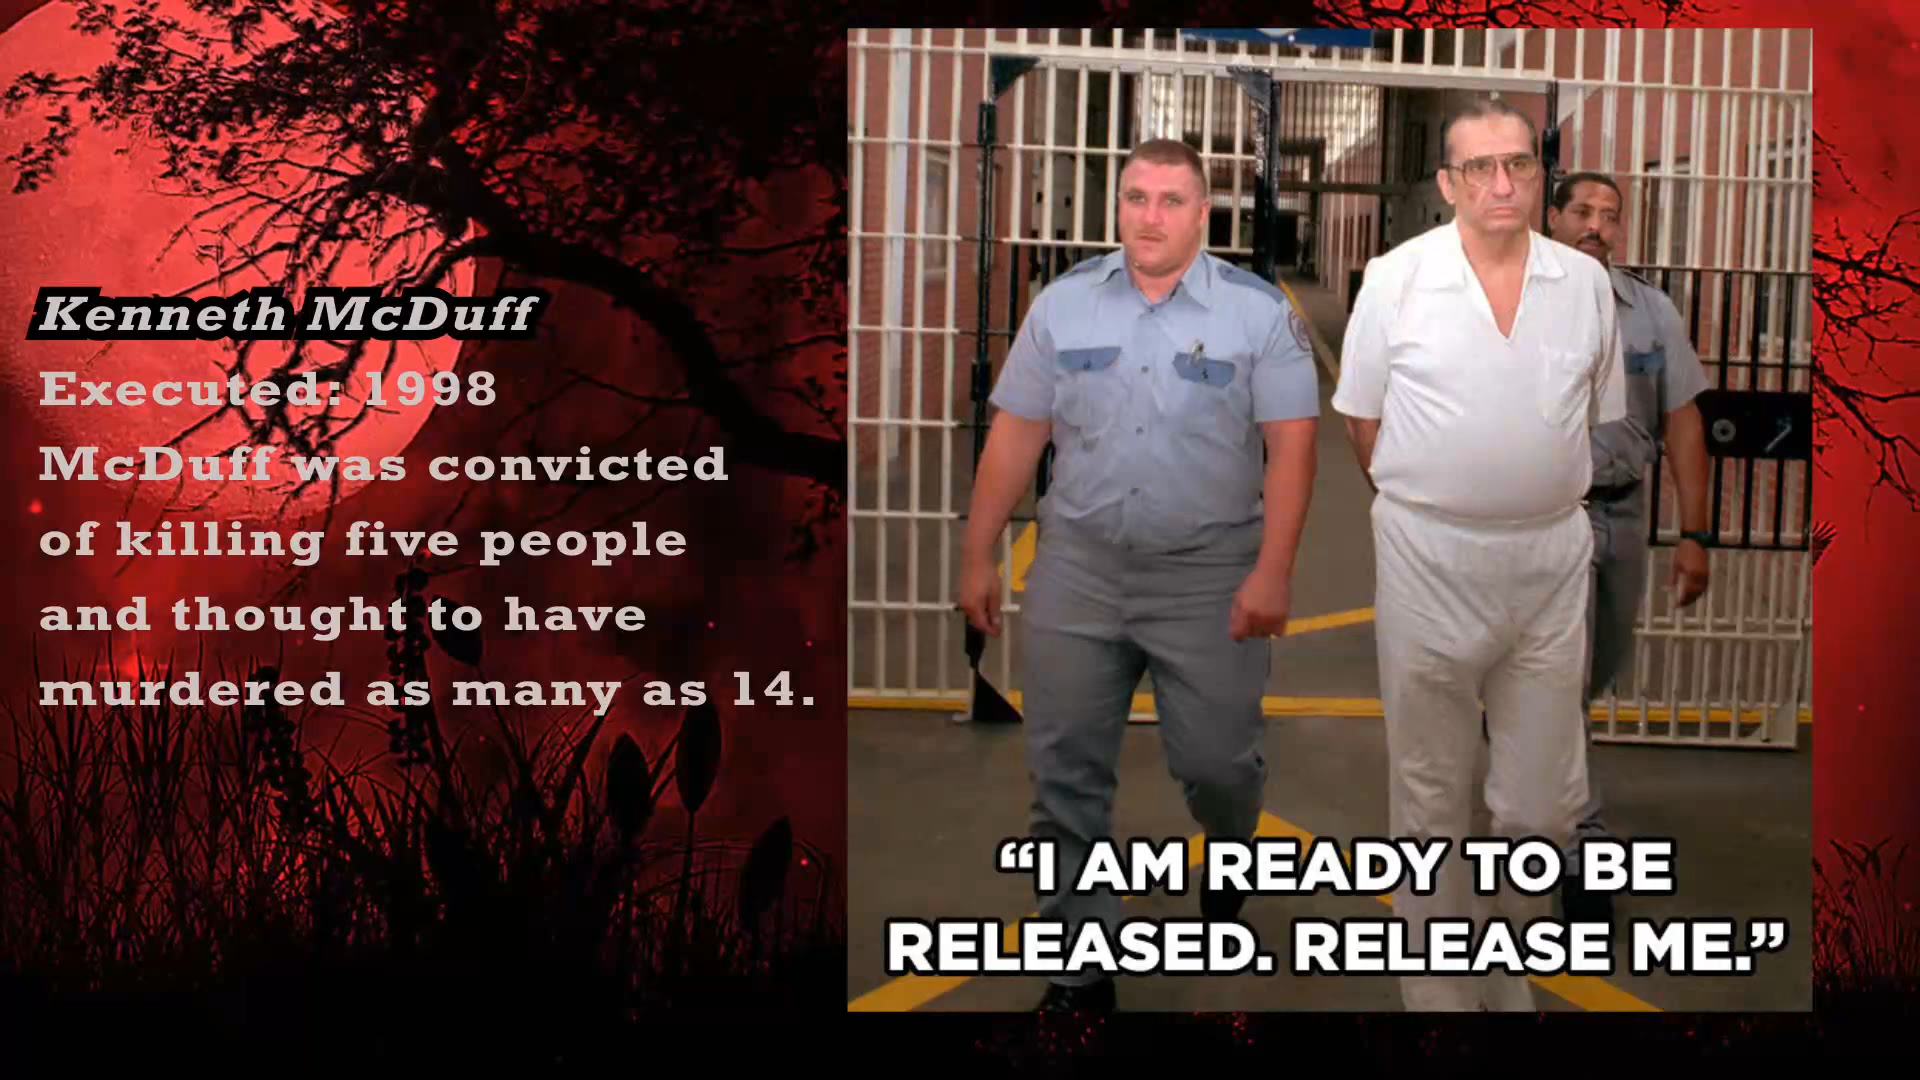 Kenneth McDuff
Executed: 1998
McDuff was convicted
of killing five people
and thought to have
murdered as many as 14.
“I AM READY TO BE
RELEASED. RELEASE ME.”